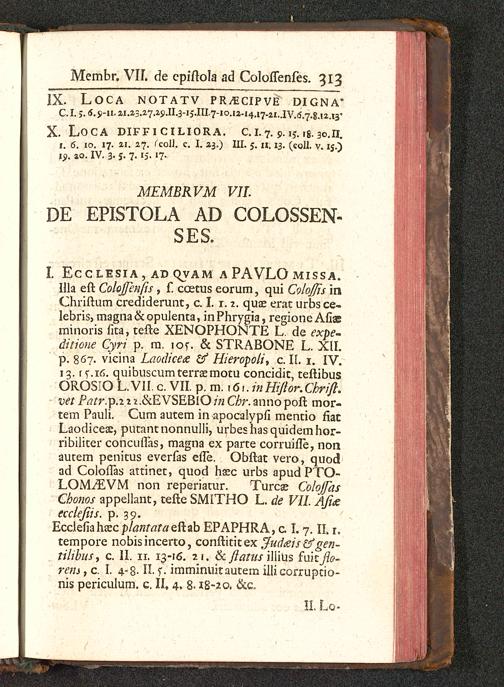 Membr. VII. de epistola ad Colossenses. 313
IX. LOCA NOTATV PRÆCIPVE DIGNA
C. I. 5. 6. 9-11. 21. 23. 27. 29. II. 3-15. III. 7-10. 12-14. 17-21. IV. 6. 7. 8. 12. 13
X. LOCA DIFFICILIORA. C. I. 7. 9. 15. 18. 30. II.
1. 6. 10. 17. 21. 27. (coll. c. I. 23.) III. 5. 11. 13. (coll. v. 15.)
19. 20. IV. 3. 5. 7. 15. 17.
MEMBRVM VII.
DE EPISTOLA AD COLOSSEN-
SES.
I. ECCLESIA, AD QVAM A PAVLO MISSA.
Illa est Colossensis, s. cœtus eorum, qui Colossis in
Christum crediderunt, c. I. 1. 2. quæ erat urbs ce-
lebris, magna & opulenta, in Phrygia, regione Asiæ
minoris sita, teste XENOPHONTE L. de expe-
ditione Cyri p. m. 105. & STRABONE L. XII.
p. 867. vicina Laodiceæ & Hieropoli, c. II. 1. IV.
13. 15. 16. quibuscum terræ motu concidit, testibus
OROSIO L. VII. c. VII. p. m. 161. in Histor. Christ.
vet Patr. p. 222. & EVSEBIO in Chr. anno post mor-
tem Pauli. Cum autem in apocalypsi mentio fiat
Laodiceæ, putant nonnulli, urbes has quidem hor-
ribiliter concussas, magna ex parte corruisse, non
autem penitus eversas esse. Obstat vero, quod
ad Colossas attinet, quod hæc urbs apud PTO-
LOMÆVM non reperiatur. Turcæ Colossas
Chonos appellant, teste SMITHO L. de VII. Asiæ
ecclesiis. p. 39.
Ecclesia hæc plantata est ab EPAPHRA, c. I. 7. II. 1.
tempore nobis incerto, constitit ex Judæis & gen-
tilibus, c. II. 11. 13-16. 21. & status illius fuit flo-
rens, c. I. 4-8. II. 5. imminuit autem illi corruptio-
nis periculum. c. II. 4. 8. 18-20. &c.
II. Lo-